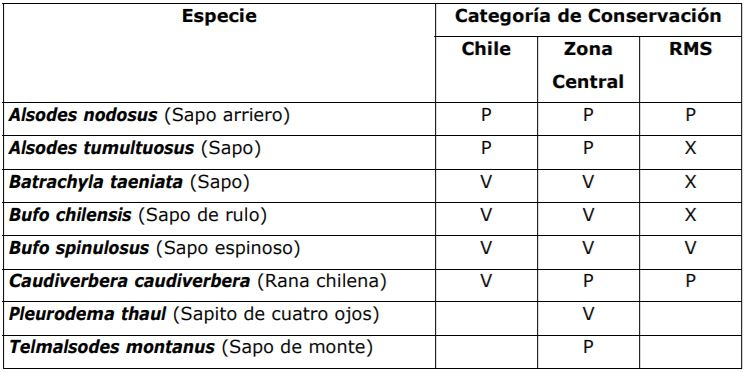 Especie Categoría de Conservación
Chile Zona Central RMS
Alsodes nodosus (Sapo arriero) P P P
Alsodes tumultuosus (Sapo) P P X
Batrachyla taeniata (Sapo) V V X
Bufo chilensis (Sapo de rulo) V V X
Bufo spinulosus (Sapo espinoso) V V V
Caudiverbera caudiverbera (Rana chilena) V P P
Pleurodema thaul (Sapito de cuatro ojos) V
Telmalsodes montanus (Sapo de monte) P